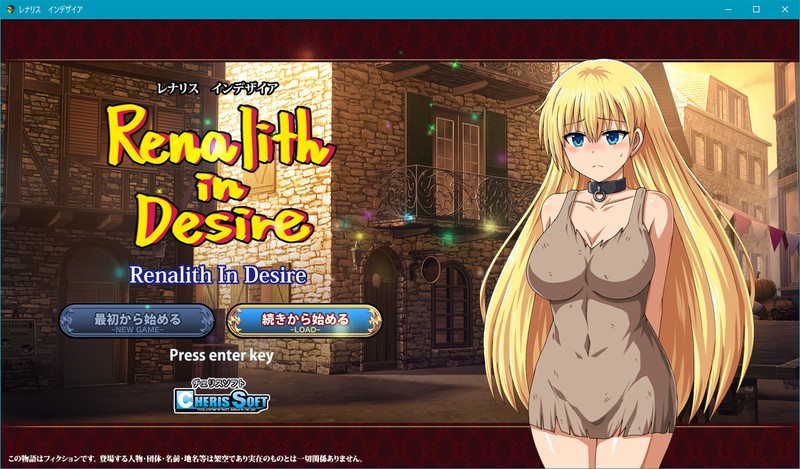 レナリス　インデザイア
レナリス　インデザイア
Renalith
in
Desire
Renalith In Desire
最初から始める
-NEW GAME-
続きから始める
-LOAD-
Press enter key
チェリスソフト
CHERIS SOFT
この物語はフィクションです。登場する人物・団体・名前・地名等は架空であり実在のものとは一切関係ありません。